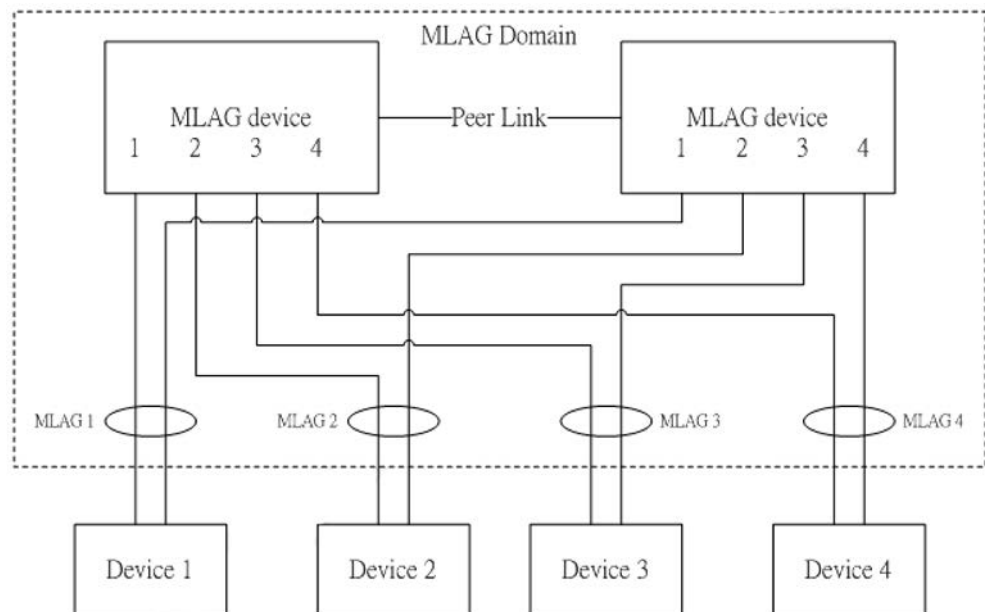 MLAG Domain
MLAG device
1 2 3 4
Peer Link
MLAG device
1 2 3 4
MLAG 1
MLAG 2
MLAG 3
MLAG 4
Device 1
Device 2
Device 3
Device 4